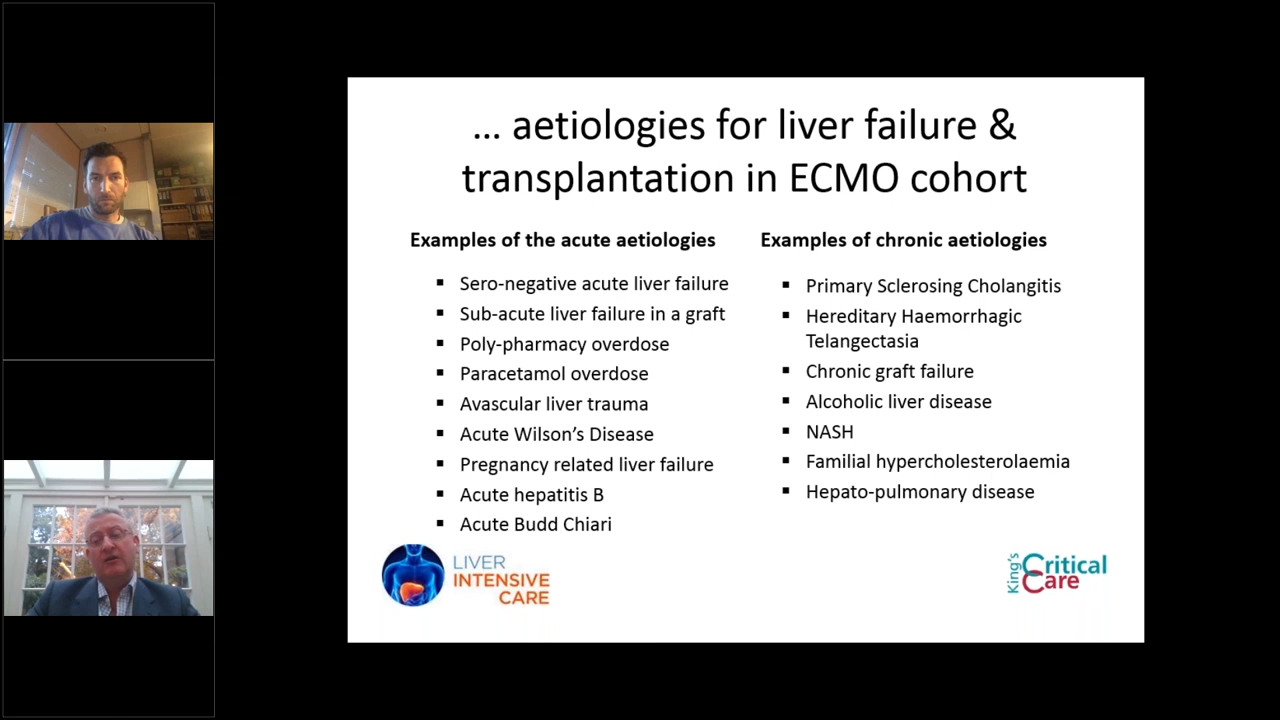 ... aetiologies for liver failure &
transplantation in ECMO cohort
Examples of the acute aetiologies
▪ Sero-negative acute liver failure
▪ Sub-acute liver failure in a graft
▪ Poly-pharmacy overdose
▪ Paracetamol overdose
▪ Avascular liver trauma
▪ Acute Wilson’s Disease
▪ Pregnancy related liver failure
▪ Acute hepatitis B
▪ Acute Budd Chiari
Examples of chronic aetiologies
▪ Primary Sclerosing Cholangitis
▪ Hereditary Haemorrhagic
Telangectasia
▪ Chronic graft failure
▪ Alcoholic liver disease
▪ NASH
▪ Familial hypercholesterolaemia
▪ Hepato-pulmonary disease
LIVER
INTENSIVE
CARE
King's
Critical
Care